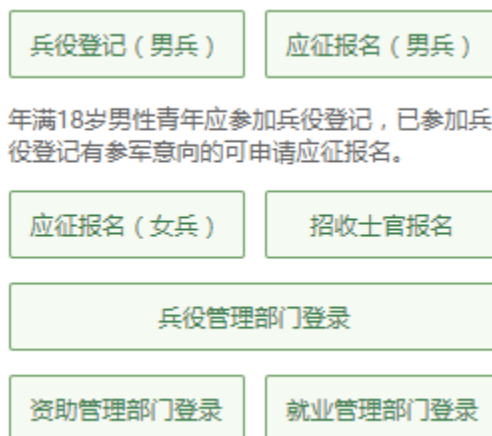 兵役登记（男兵） 应征报名（男兵）
年满18岁男性青年应参加兵役登记，已参加兵
役登记有参军意向的可申请应征报名。
应征报名（女兵） 招收士官报名
兵役管理部门登录
资助管理部门登录 就业管理部门登录